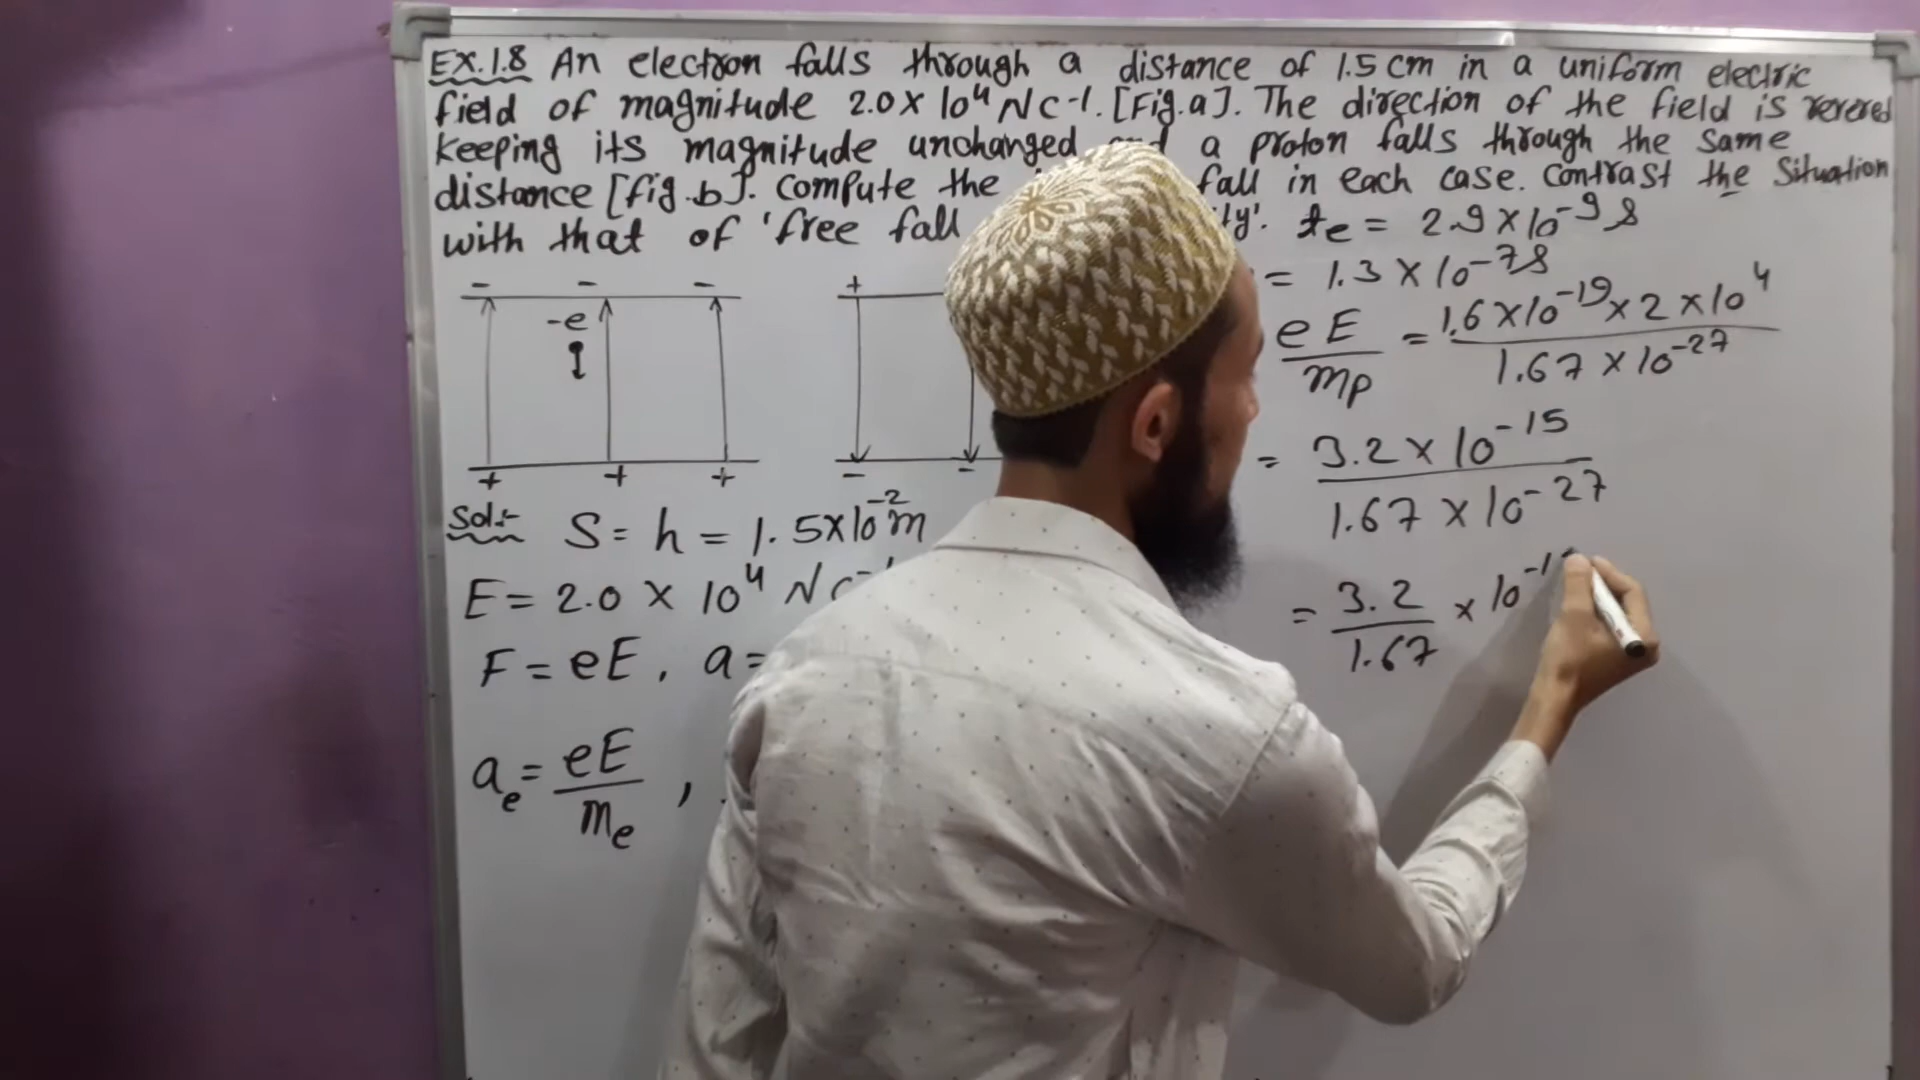 EX.1.8 An electron falls through a distance of 1.5 cm in a uniform electric
field of magnitude 2.0 x 10⁴ N C-1. [Fig.a]. The direction of the field is
keeping its magnitude unchanged a proton falls through the same
distance [fig.b]. Compute the fall in each case. Contrast the Situation
with that of 'free fall ty'. te = 2.9 x 10⁻⁹ s
= 1.3 x 10⁻⁷ s
- - -
-e
+ + +
+
- -
eE/mp = 1.6 x 10⁻¹⁹ x 2 x 10⁴ / 1.67 x 10⁻²⁷
= 3.2 x 10⁻¹⁵ / 1.67 x 10⁻²⁷
Sol:- S = h = 1.5x10⁻² m
= 3.2 / 1.67 x 10⁻¹
E = 2.0 x 10⁴ N C⁻
F = eE, a =
aₑ = eE/mₑ ,